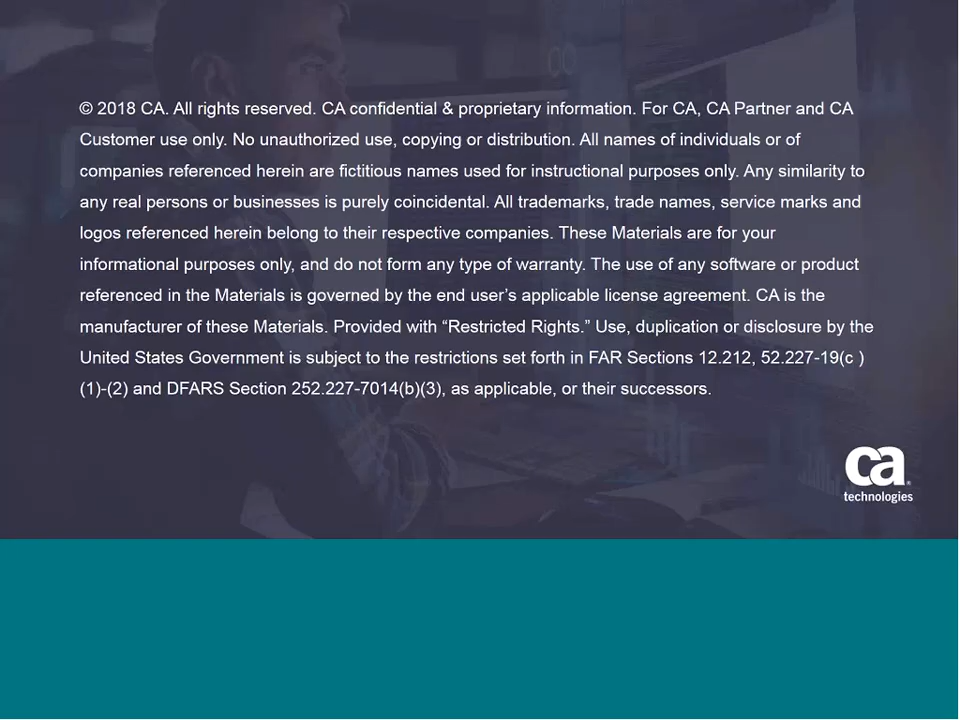 © 2018 CA. All rights reserved. CA confidential & proprietary information. For CA, CA Partner and CA
Customer use only. No unauthorized use, copying or distribution. All names of individuals or of
companies referenced herein are fictitious names used for instructional purposes only. Any similarity to
any real persons or businesses is purely coincidental. All trademarks, trade names, service marks and
logos referenced herein belong to their respective companies. These Materials are for your
informational purposes only, and do not form any type of warranty. The use of any software or product
referenced in the Materials is governed by the end user’s applicable license agreement. CA is the
manufacturer of these Materials. Provided with “Restricted Rights.” Use, duplication or disclosure by the
United States Government is subject to the restrictions set forth in FAR Sections 12.212, 52.227-19(c )
(1)-(2) and DFARS Section 252.227-7014(b)(3), as applicable, or their successors.
ca
technologies